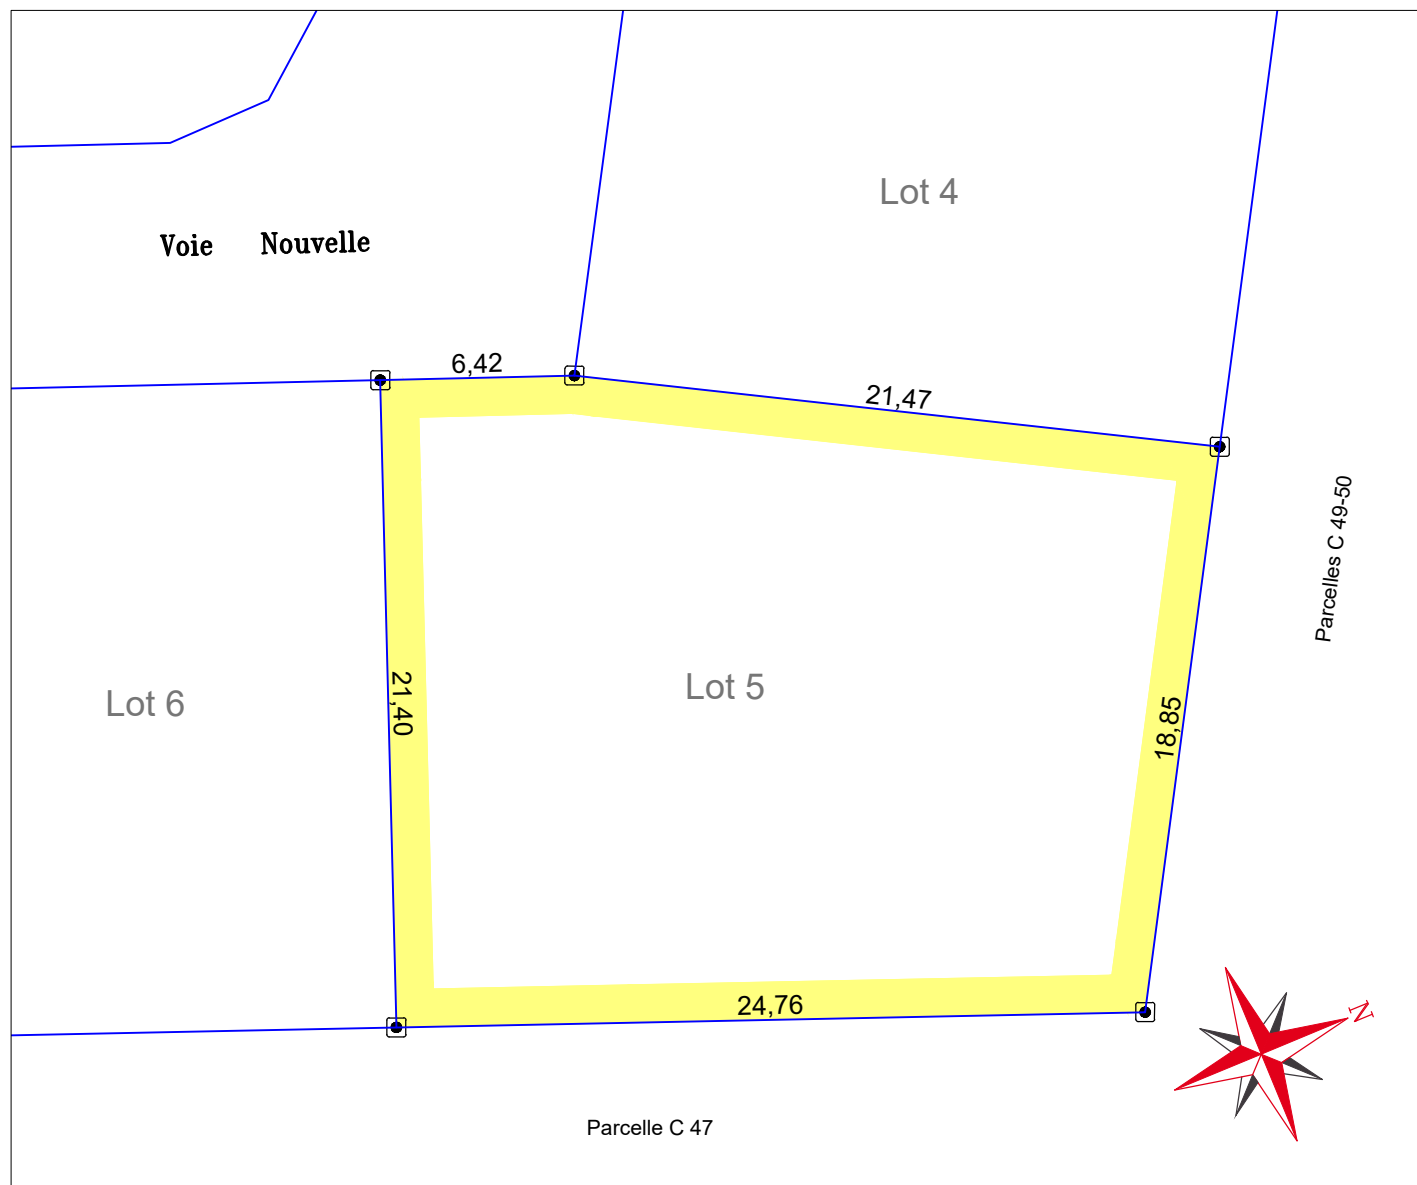 Lot 4
Voie Nouvelle
6,42
21,47
Parcelles C 49-50
Lot 5
Lot 6
21,40
18,85
24,76
N
Parcelle C 47